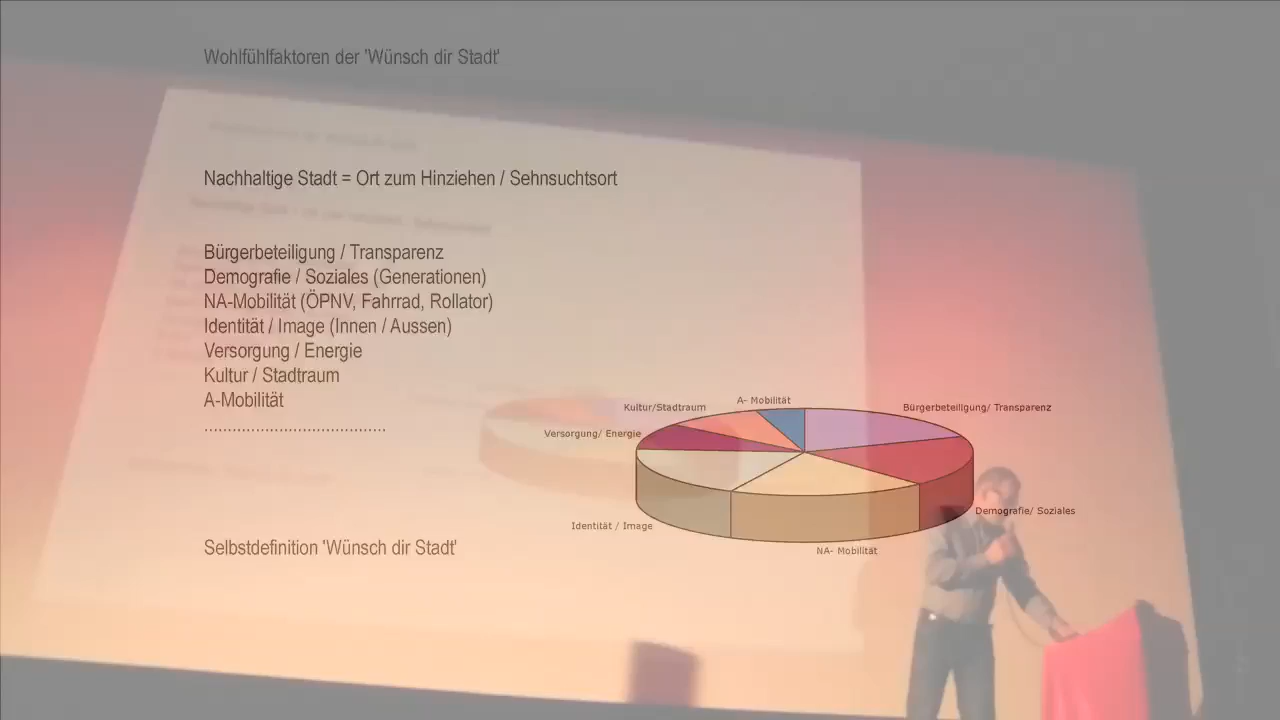 Wohlfühlfaktoren der 'Wünsch dir Stadt'
Nachhaltige Stadt = Ort zum Hinziehen / Sehnsuchtsort
Bürgerbeteiligung / Transparenz
Demografie / Soziales (Generationen)
NA-Mobilität (ÖPNV, Fahrrad, Rollator)
Identität / Image (Innen / Aussen)
Versorgung / Energie
Kultur / Stadtraum
A-Mobilität
......................................
Kultur/Stadtraum
A- Mobilität
Bürgerbeteiligung/ Transparenz
Versorgung/ Energie
Demografie/ Soziales
Identität / Image
NA- Mobilität
Selbstdefinition 'Wünsch dir Stadt'